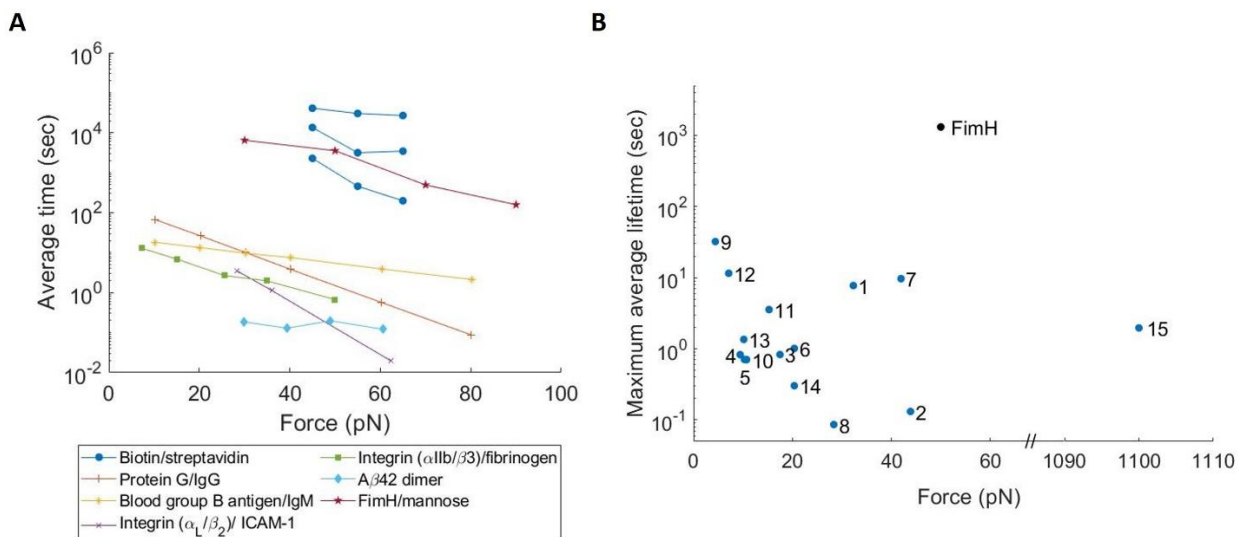 A
Average time (sec)
10^6
10^4
10^2
10^0
10^-2
0 20 40 60 80 100
Force (pN)
Biotin/streptavidin
Protein G/IgG
Blood group B antigen/IgM
Integrin (α_L/β_2)/ ICAM-1
Integrin (αIIb/β3)/fibrinogen
Aβ42 dimer
FimH/mannose
B
Maximum average lifetime (sec)
10^3
10^2
10^1
10^0
10^-1
FimH
9
12
1
7
11
13
4
5
10
3
6
14
8
2
15
0 20 40 60 1090 1100 1110
Force (pN)